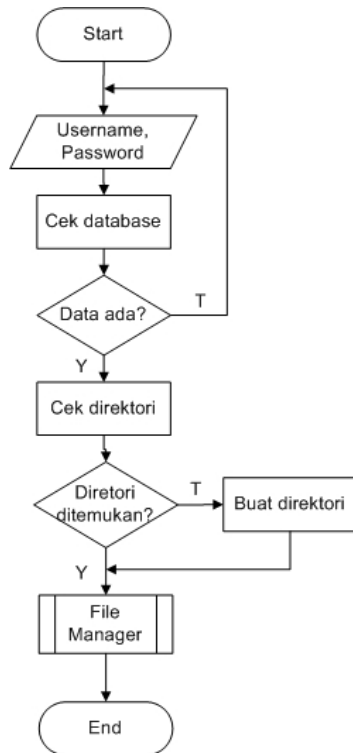 Start
Username,
Password
Cek database
Data ada?
T
Y
Cek direktori
Diretori
ditemukan?
T
Buat direktori
Y
File
Manager
End